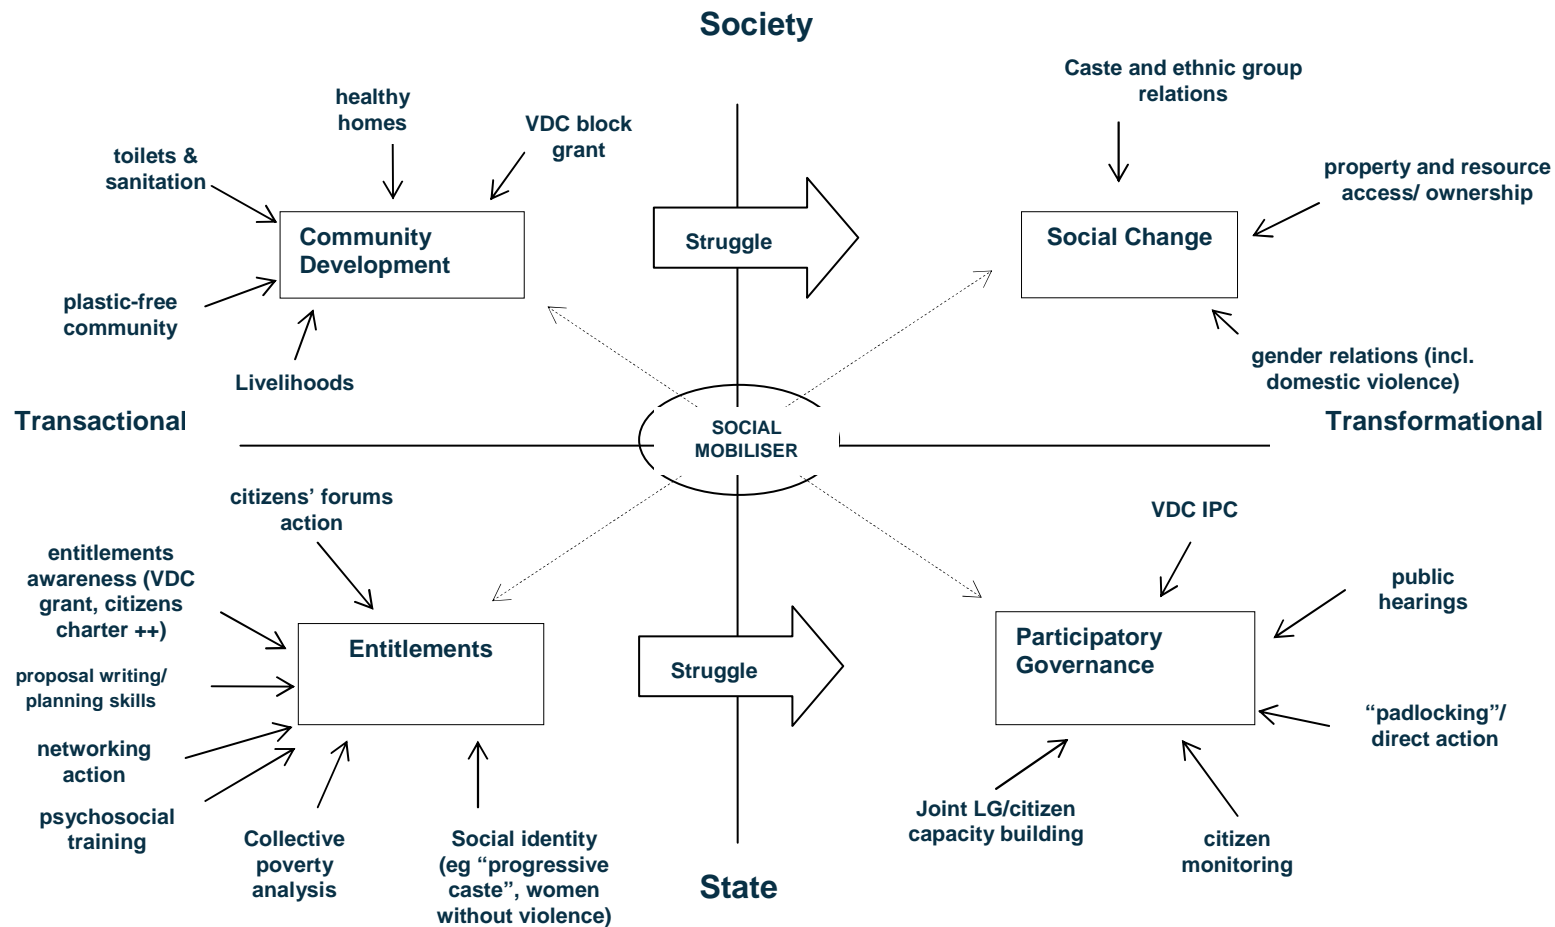 Society
healthy
homes
VDC block
grant
toilets &
sanitation
Community
Development
plastic-free
community
Livelihoods
Struggle
Caste and ethnic group
relations
property and resource
access/ ownership
Social Change
gender relations (incl.
domestic violence)
Transactional
SOCIAL
MOBILISER
Transformational
citizens’ forums
action
entitlements
awareness (VDC
grant, citizens
charter ++)
Entitlements
proposal writing/
planning skills
networking
action
psychosocial
training
Collective
poverty
analysis
Social identity
(eg “progressive
caste”, women
without violence)
Struggle
VDC IPC
public
hearings
Participatory
Governance
“padlocking”/
direct action
Joint LG/citizen
capacity building
citizen
monitoring
State